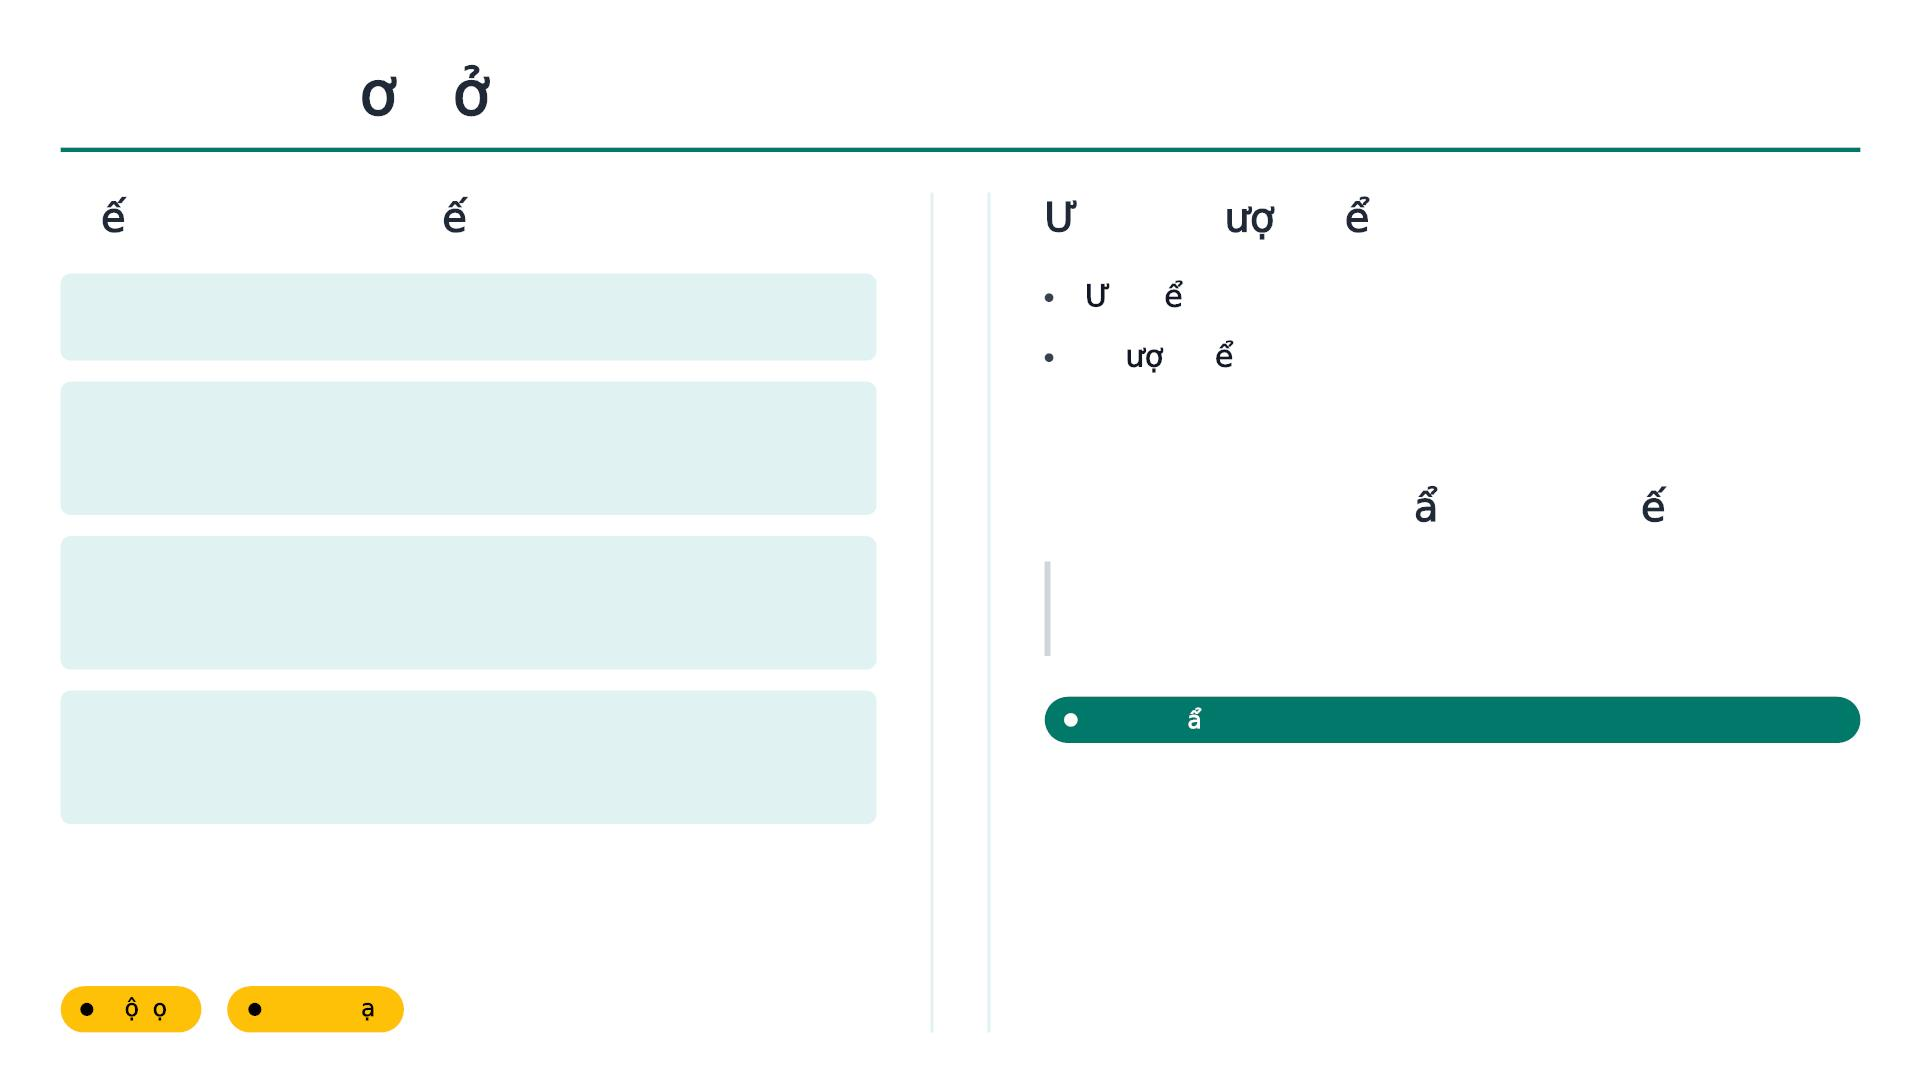 ơ ở
ế ế
Ư ượ ể
• Ư ể
• ượ ể
ẩ ế
ẩ
ộ ọ
ạ